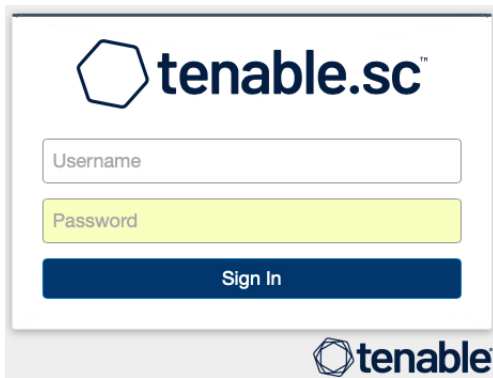 tenable.sc™
Username
Password
Sign In
tenable